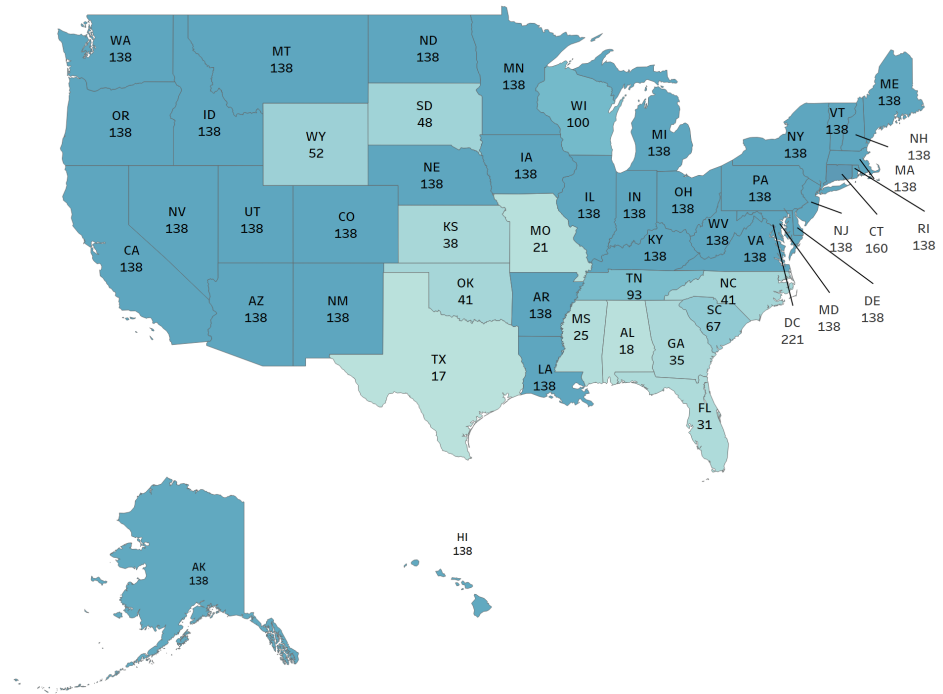 WA
138
MT
138
ND
138
MN
138
OR
138
ID
138
WY
52
SD
48
WI
100
MI
138
ME
138
VT
138
NY
138
NH
138
MA
138
RI
138
CT
160
NJ
138
DE
138
MD
138
DC
221
PA
138
NE
138
IA
138
IL
138
IN
138
OH
138
WV
138
VA
138
KY
138
CA
138
NV
138
UT
138
CO
138
KS
38
MO
21
TN
93
NC
41
SC
67
AZ
138
NM
138
OK
41
AR
138
MS
25
AL
18
GA
35
TX
17
LA
138
FL
31
AK
138
HI
138